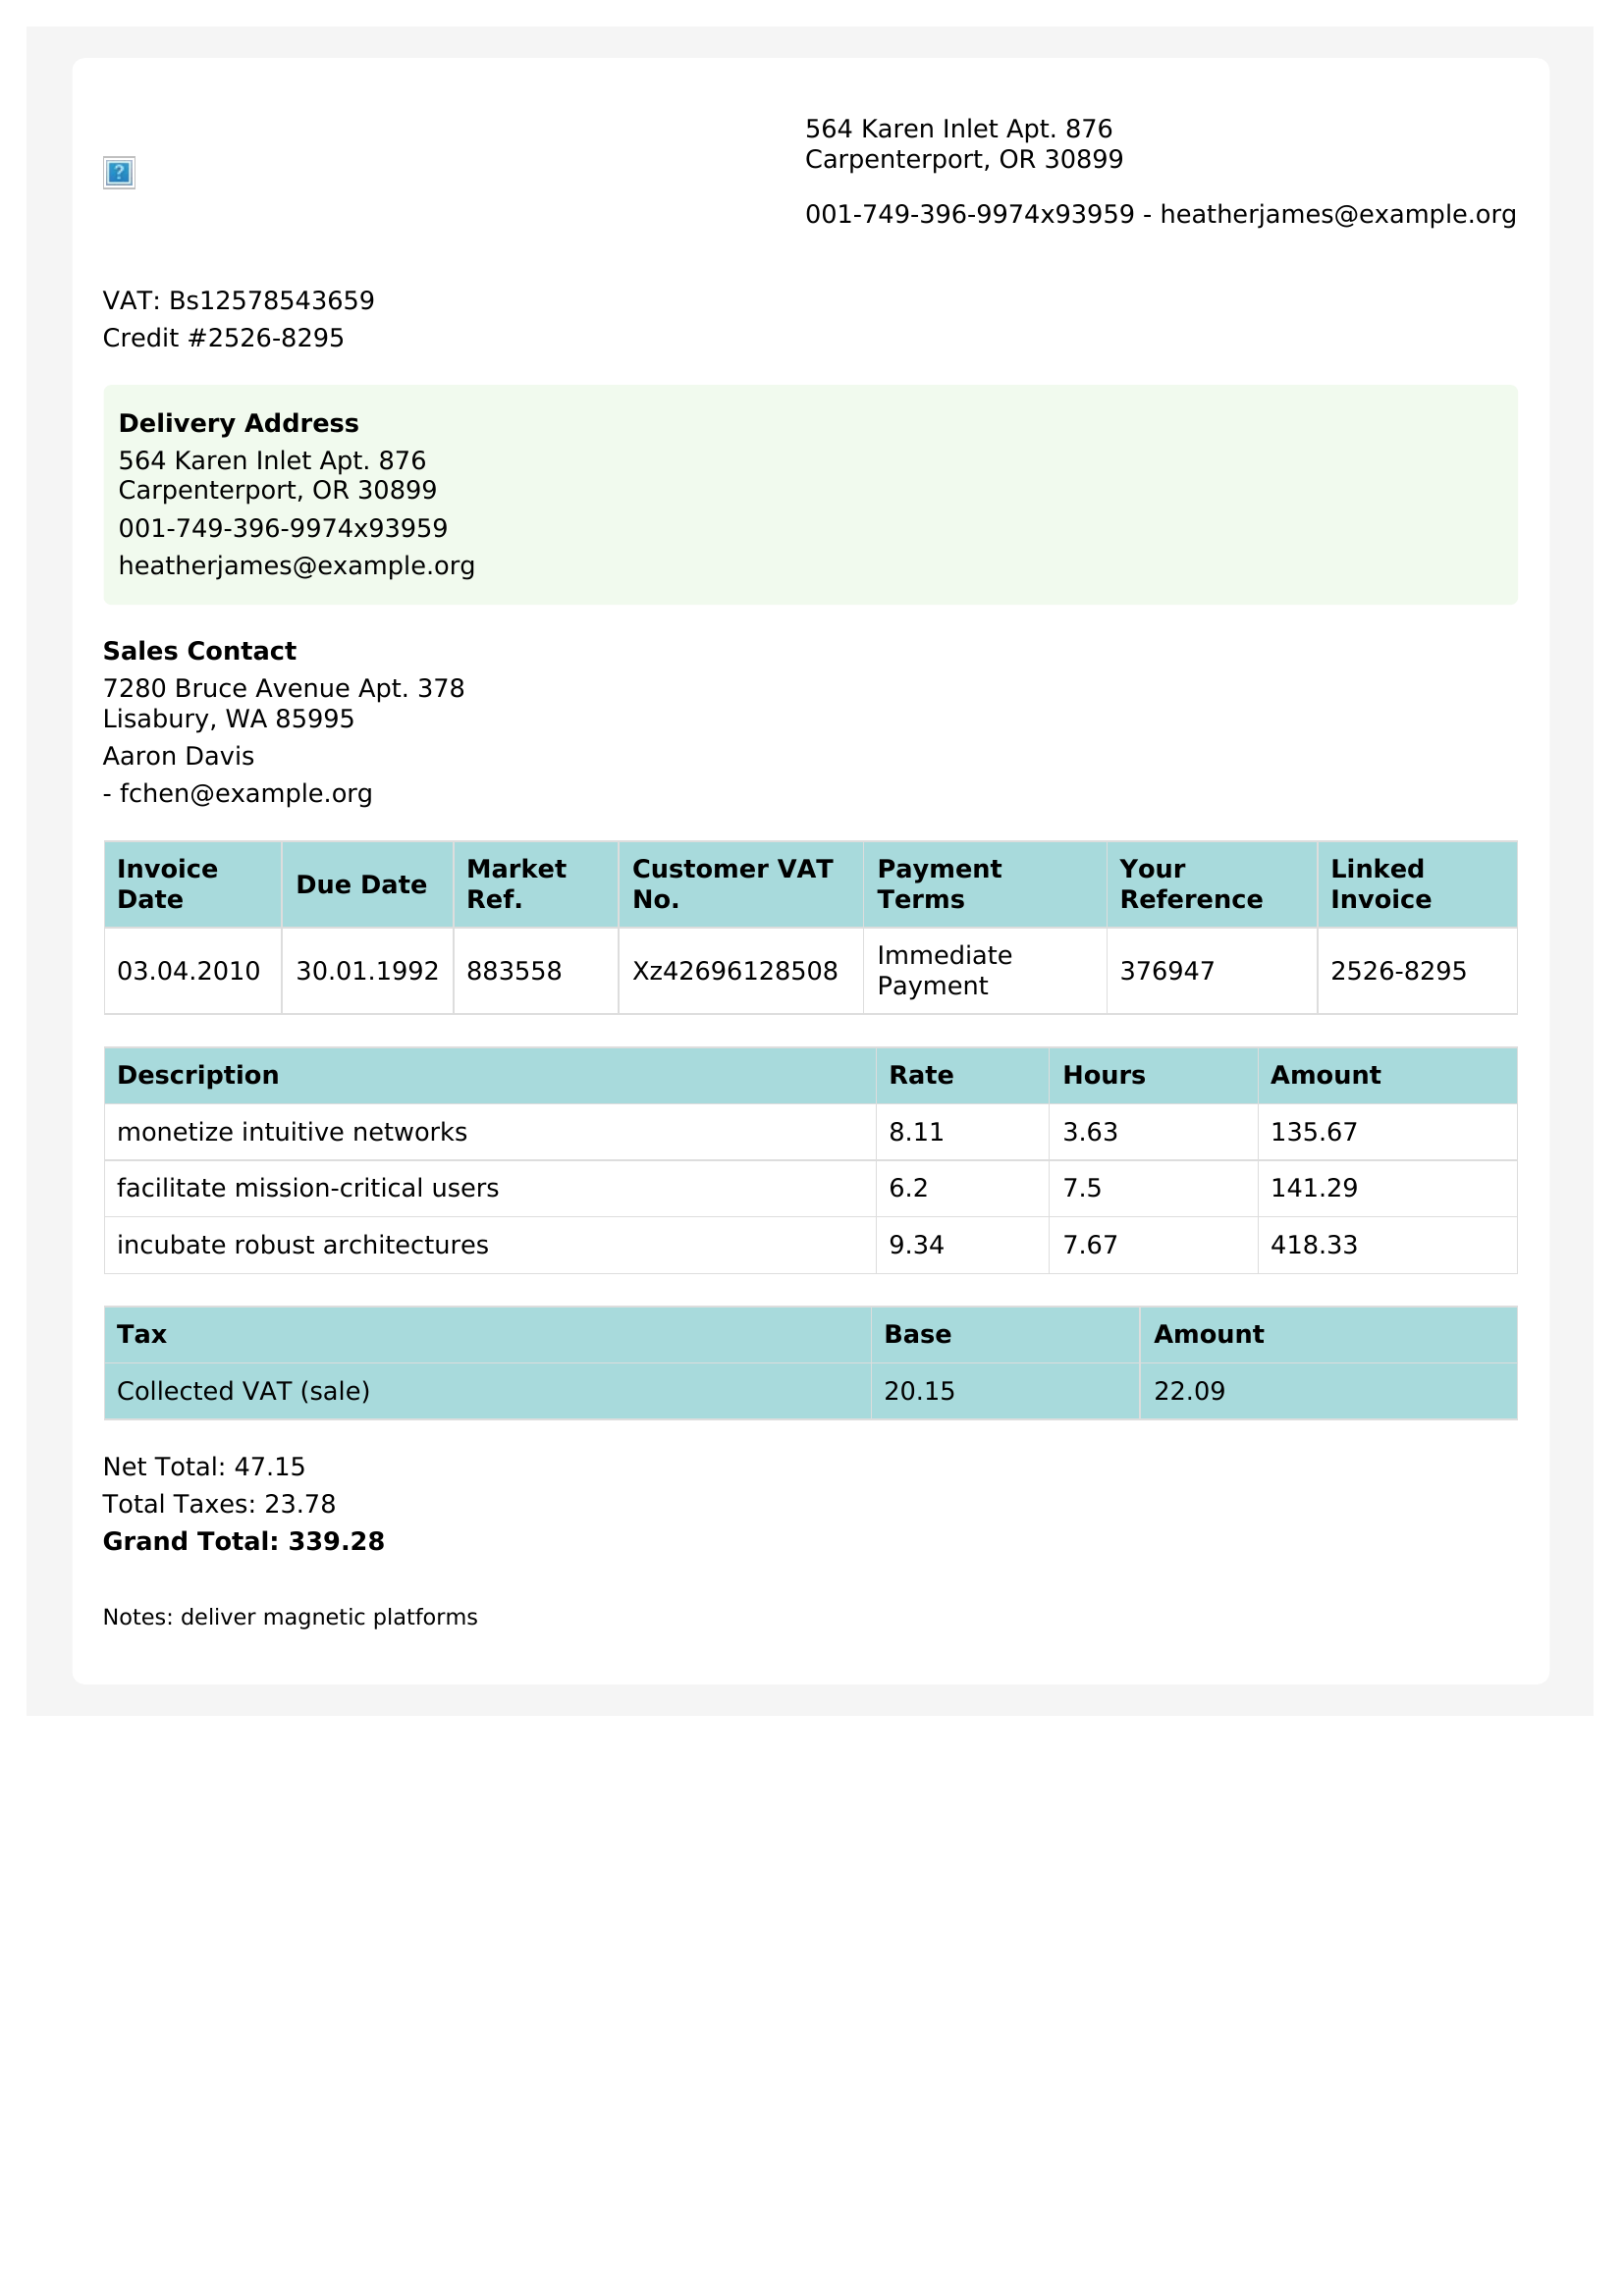 564 Karen Inlet Apt. 876
Carpenterport, OR 30899
001-749-396-9974x93959 - heatherjames@example.org
VAT: Bs12578543659
Credit #2526-8295
Delivery Address
564 Karen Inlet Apt. 876
Carpenterport, OR 30899
001-749-396-9974x93959
heatherjames@example.org
Sales Contact
7280 Bruce Avenue Apt. 378
Lisabury, WA 85995
Aaron Davis
- fchen@example.org
Invoice Date Due Date Market Ref. Customer VAT No. Payment Terms Your Reference Linked Invoice
03.04.2010 30.01.1992 883558 Xz42696128508 Immediate Payment 376947 2526-8295
Description Rate Hours Amount
monetize intuitive networks 8.11 3.63 135.67
facilitate mission-critical users 6.2 7.5 141.29
incubate robust architectures 9.34 7.67 418.33
Tax Base Amount
Collected VAT (sale) 20.15 22.09
Net Total: 47.15
Total Taxes: 23.78
Grand Total: 339.28
Notes: deliver magnetic platforms